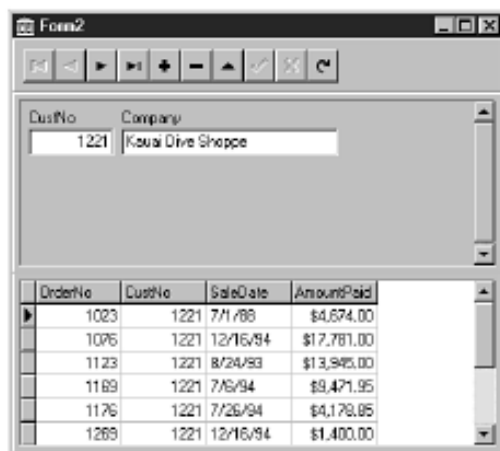 Form2
CustNo Company
1221 Kauai Dive Shoppe
OrderNo CustNo SaleDate AmountPaid
1023 1221 7/1/88 $4,674.00
1076 1221 12/16/94 $17,781.00
1123 1221 8/24/93 $13,945.00
1169 1221 7/6/94 $9,471.95
1176 1221 7/26/94 $4,178.85
1269 1221 12/16/94 $1,400.00